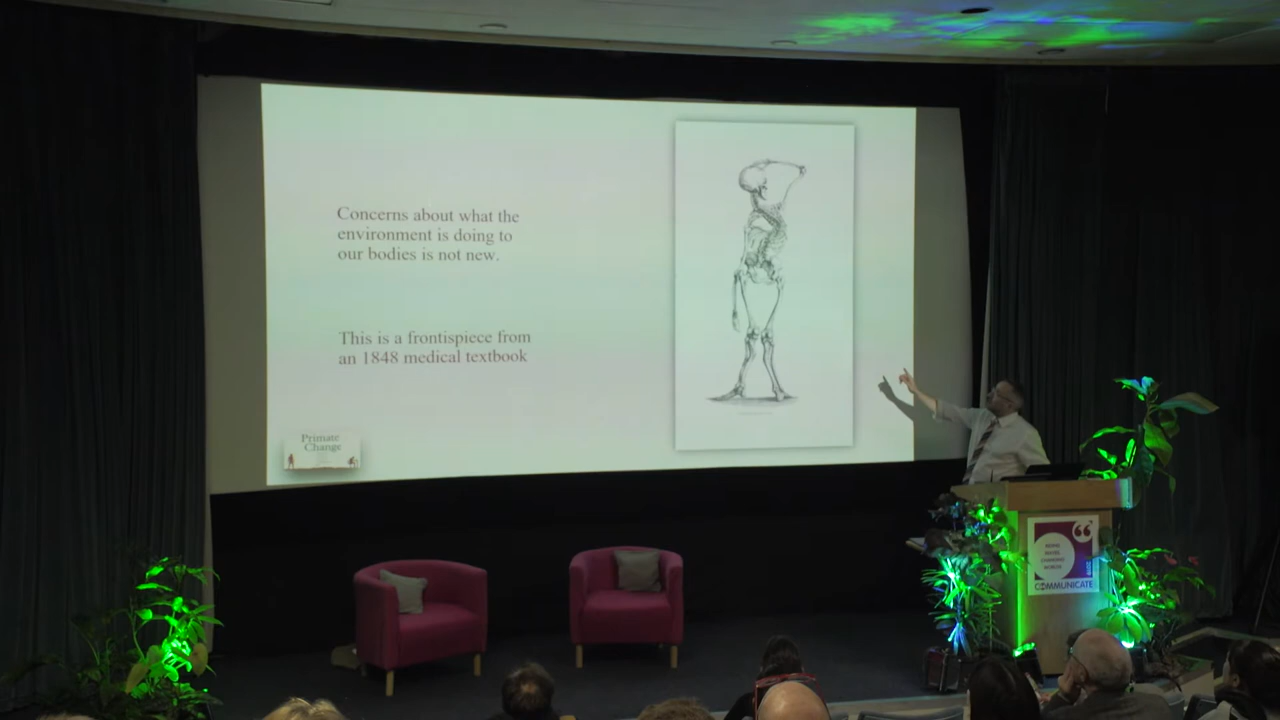 Concerns about what the
environment is doing to
our bodies is not new.
This is a frontispiece from
an 1848 medical textbook
Primate
Change
COMMUNICATE